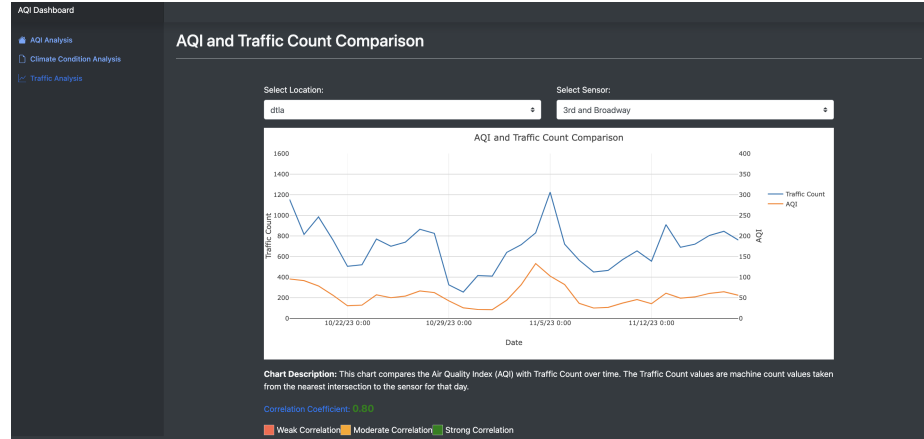 AQI Dashboard
AQI Analysis
Climate Condition Analysis
Traffic Analysis
AQI and Traffic Count Comparison
Select Location:
Select Sensor:
dtla
3rd and Broadway
AQI and Traffic Count Comparison
1600
1400
1200
1000
800
600
400
200
0
Traffic Count
400
350
300
250
200
150
100
50
0
AQI
Traffic Count
AQI
10/22/23 0:00
10/29/23 0:00
11/5/23 0:00
11/12/23 0:00
Date
Chart Description: This chart compares the Air Quality Index (AQI) with Traffic Count over time. The Traffic Count values are machine count values taken
from the nearest intersection to the sensor for that day.
Correlation Coefficient: 0.80
Weak Correlation Moderate Correlation Strong Correlation